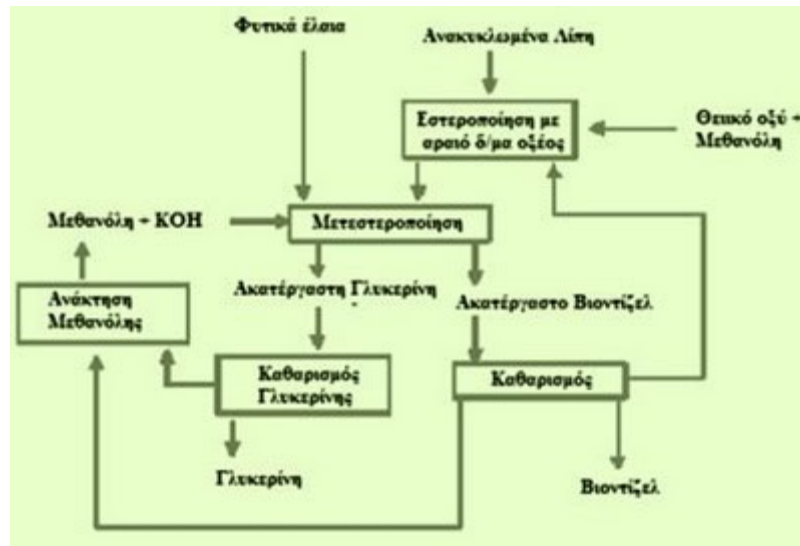 Φυτικά έλαια
Ανακυκλωμένα Λίπη
Εστεροποίηση με
αραιό δ/μα οξέος
Θειικό οξύ +
Μεθανόλη
Μεθανόλη + KOH
Μετεστεροποίηση
Ανάκτηση
Μεθανόλης
Ακατέργαστη Γλυκερίνη
Ακατέργαστο Βιοντίζελ
Καθαρισμός
Γλυκερίνης
Καθαρισμός
Γλυκερίνη
Βιοντίζελ